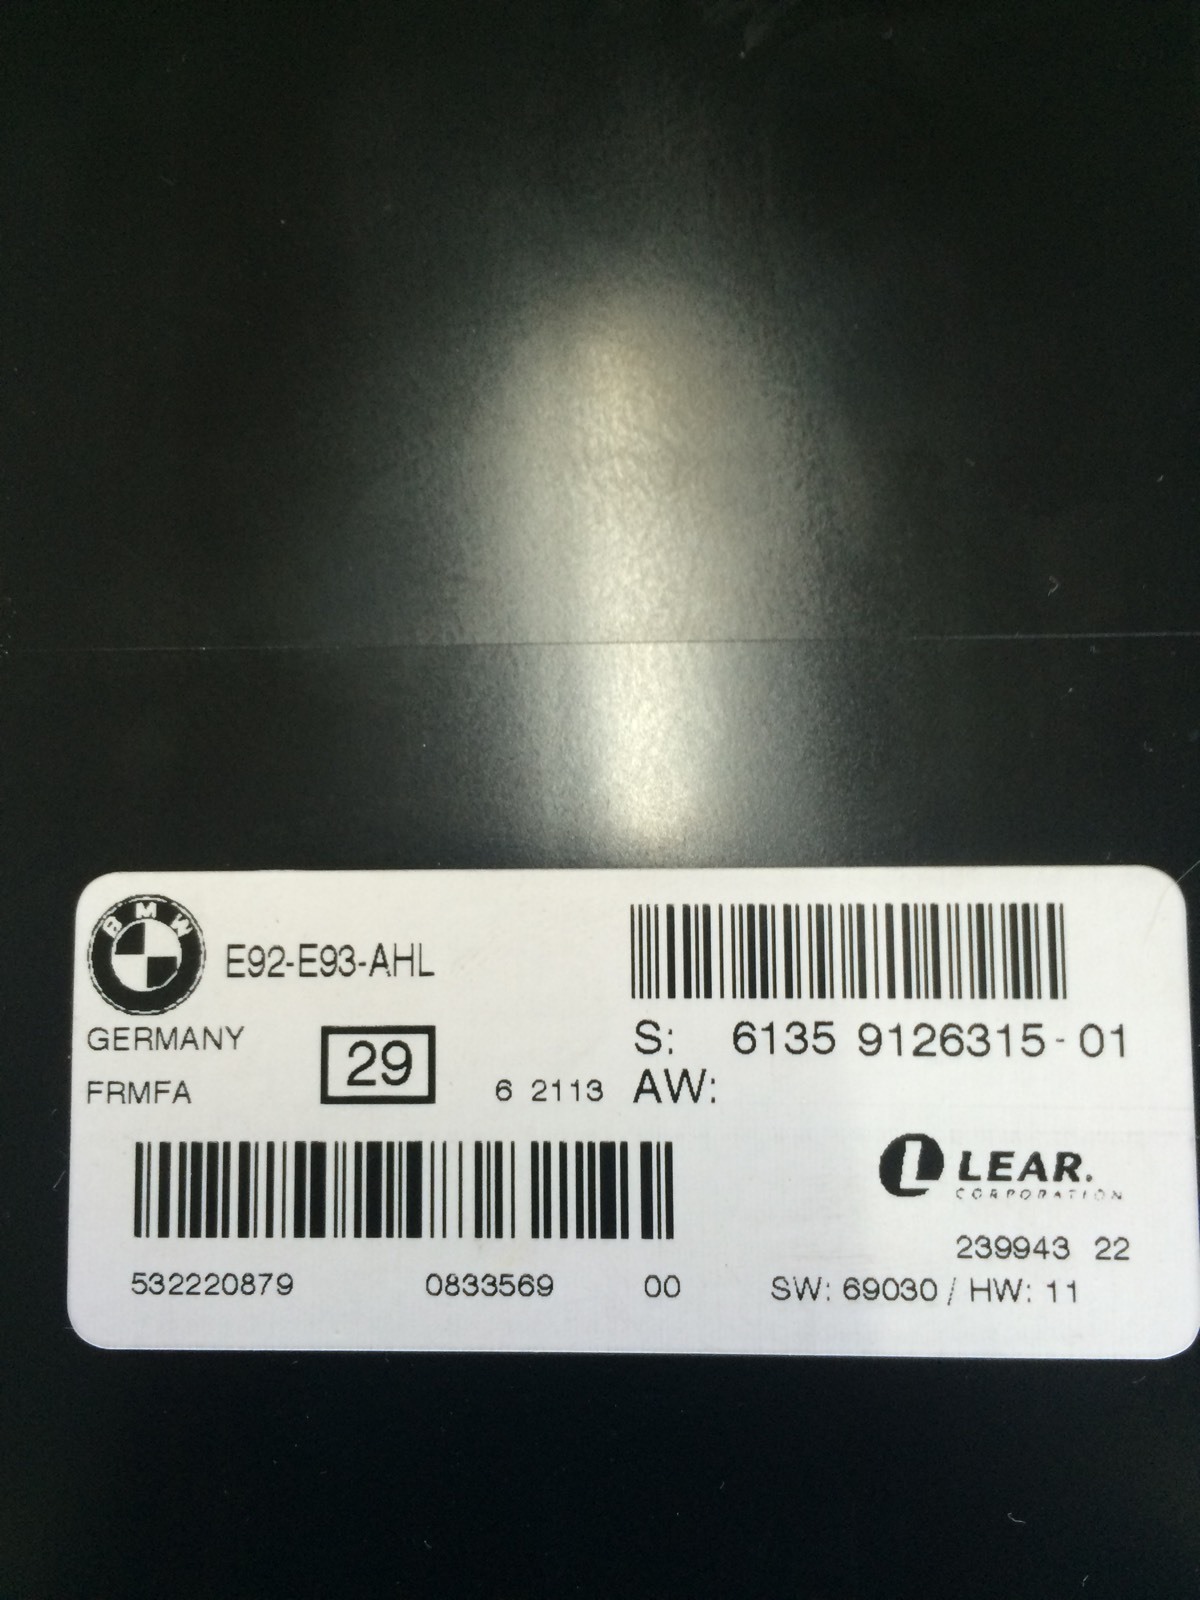 BMW
E92-E93-AHL
GERMANY
FRMFA
29
6 2113
S: 6135 9126315-01
AW:
LEAR.
CORPORATION
239943 22
532220879 0833569 00
SW: 69030 / HW: 11